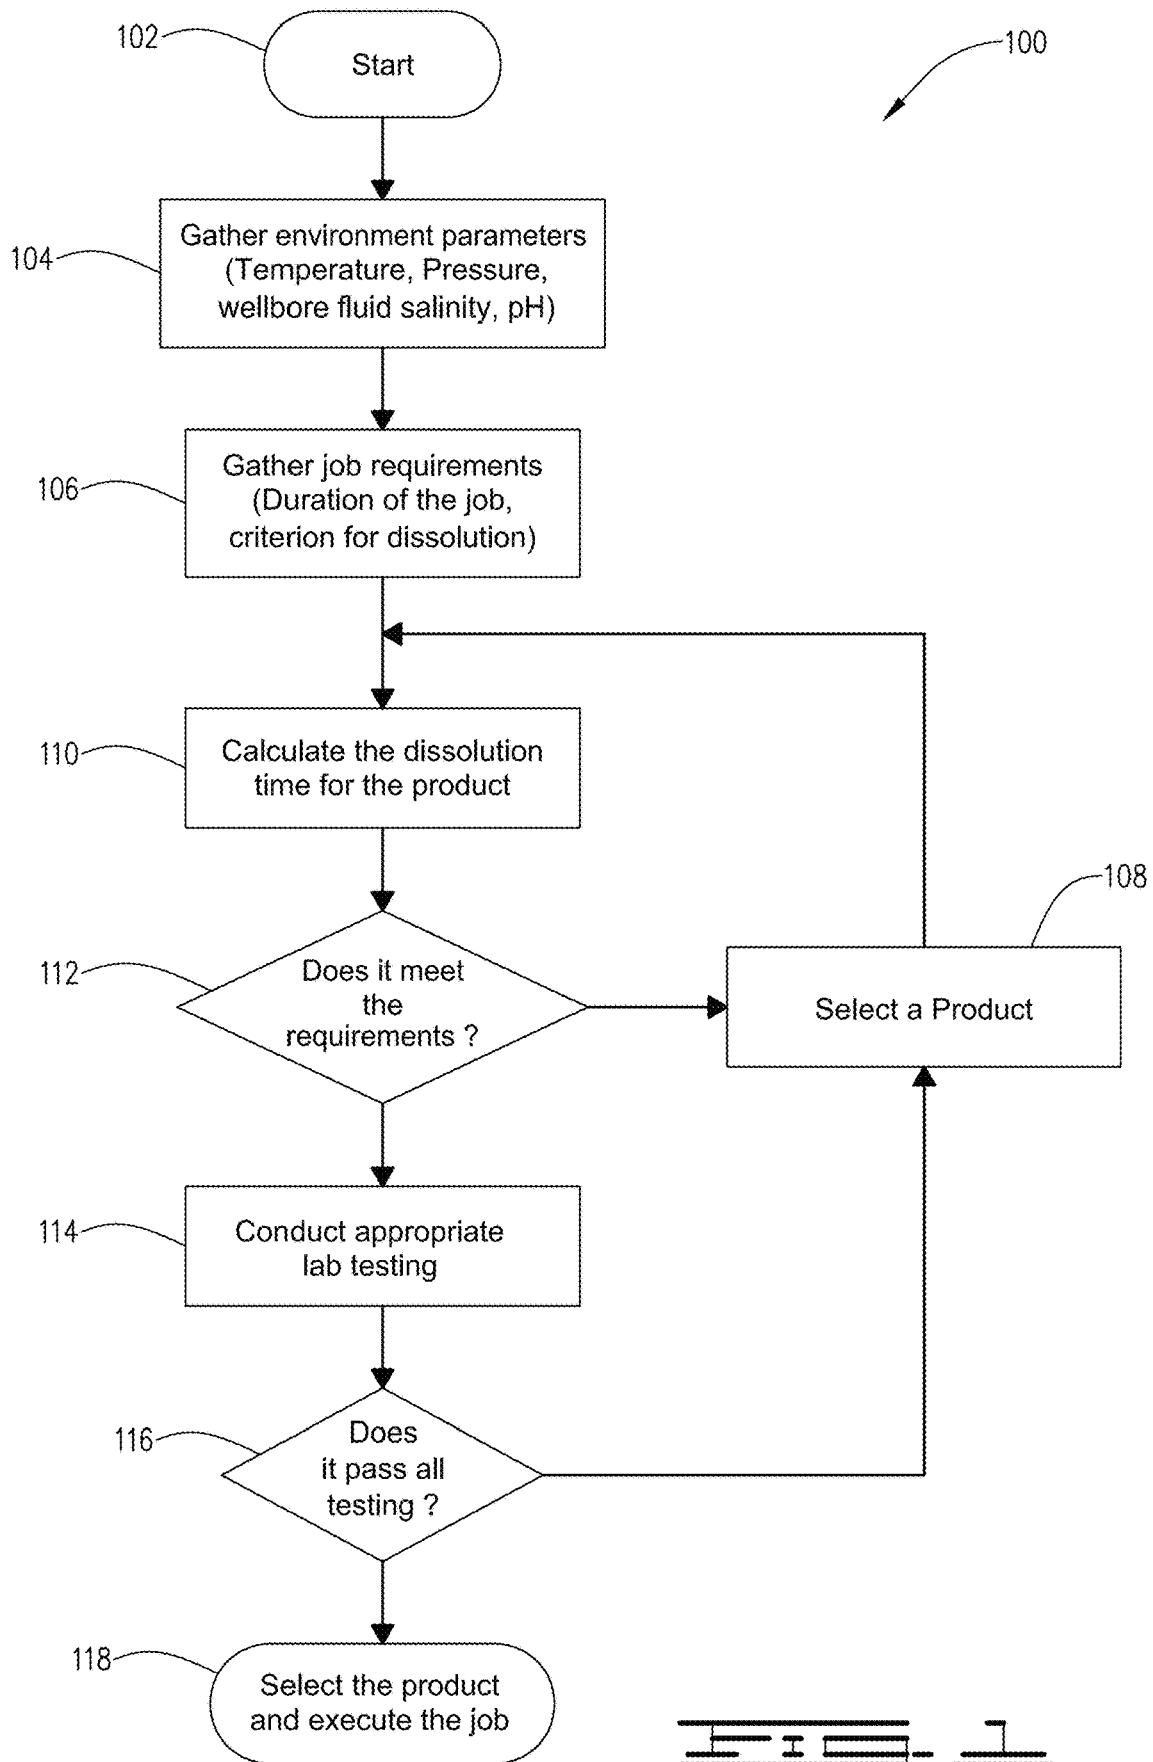 102
Start
100
104
Gather environment parameters
(Temperature, Pressure,
wellbore fluid salinity, pH)
106
Gather job requirements
(Duration of the job,
criterion for dissolution)
110
Calculate the dissolution
time for the product
108
112
Does it meet
the
requirements ?
Select a Product
114
Conduct appropriate
lab testing
116
Does
it pass all
testing ?
118
Select the product
and execute the job